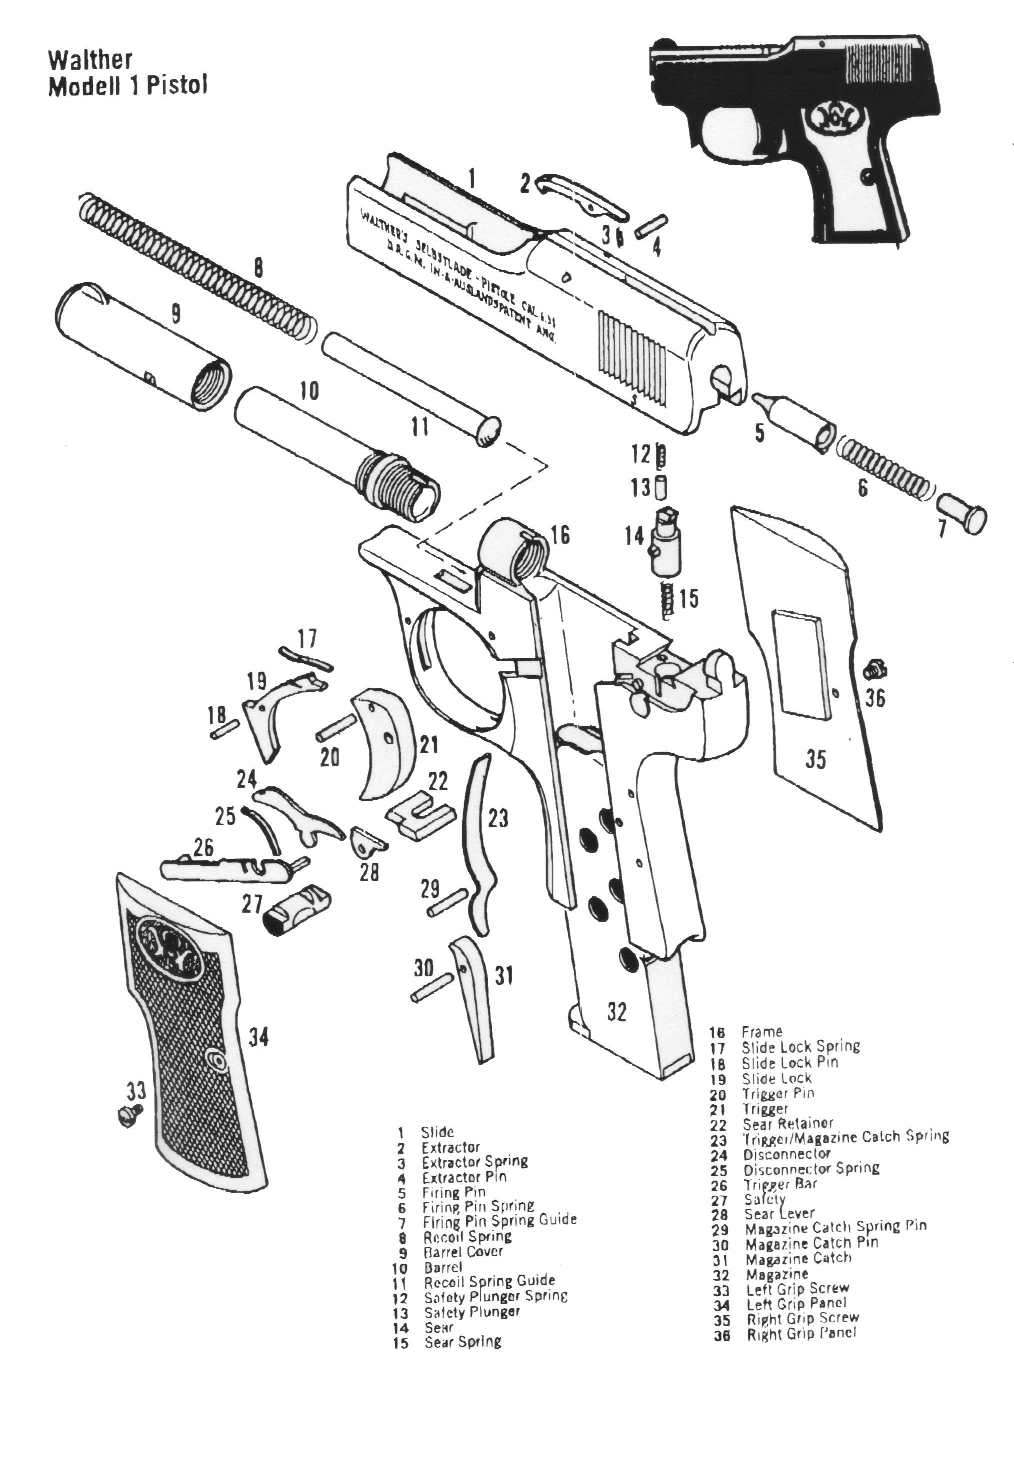 Walther
Modell 1 Pistol
1
2
3
4
WALTHER'S SELBSTLADE-PISTOLE CAL. 6.35
D.R.G.M. IN-& AUSLANDSPATENT ANG.
S
8
9
10
11
5
6
7
12
13
14
15
16
17
19
18
20
21
22
23
24
25
26
27
28
29
30
31
32
33
34
35
36
1 Slide
2 Extractor
3 Extractor Spring
4 Extractor Pin
5 Firing Pin
6 Firing Pin Spring
7 Firing Pin Spring Guide
8 Recoil Spring
9 Barrel Cover
10 Barrel
11 Recoil Spring Guide
12 Safety Plunger Spring
13 Safety Plunger
14 Sear
15 Sear Spring
16 Frame
17 Slide Lock Spring
18 Slide Lock Pin
19 Slide Lock
20 Trigger Pin
21 Trigger
22 Sear Retainer
23 Trigger/Magazine Catch Spring
24 Disconnector
25 Disconnector Spring
26 Trigger Bar
27 Safety
28 Sear Lever
29 Magazine Catch Spring Pin
30 Magazine Catch Pin
31 Magazine Catch
32 Magazine
33 Left Grip Screw
34 Left Grip Panel
35 Right Grip Screw
36 Right Grip Panel